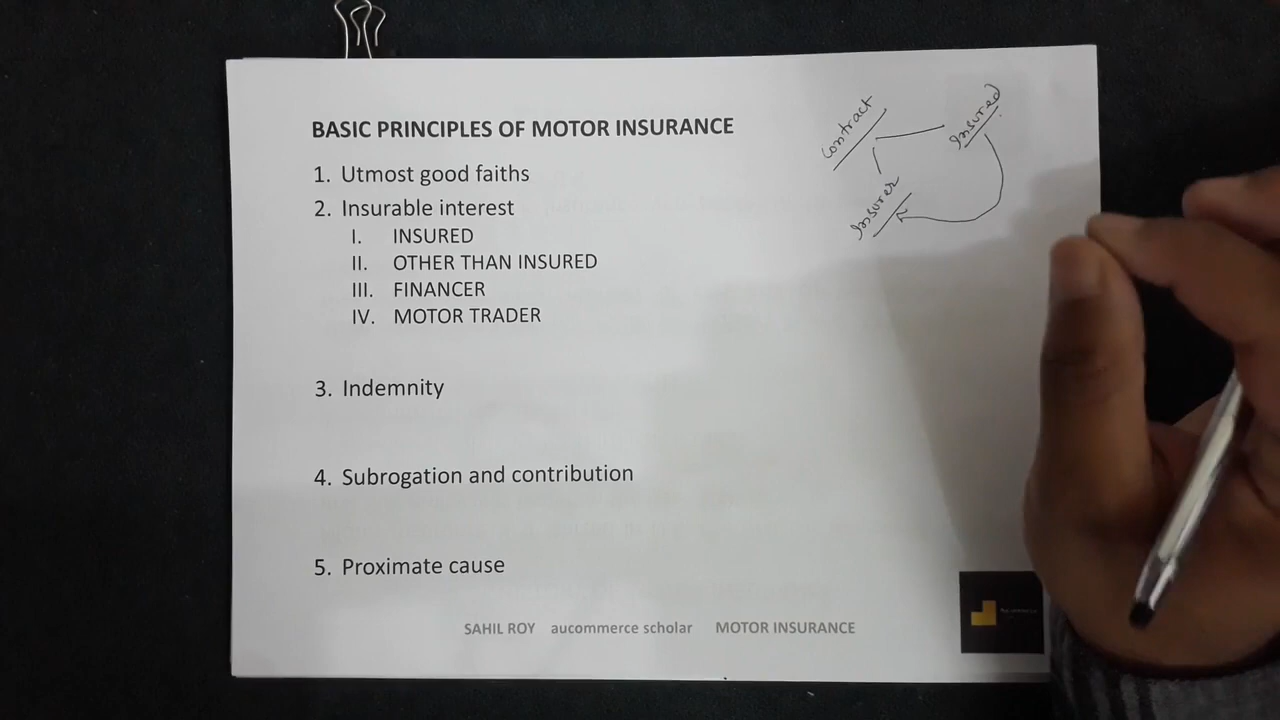 BASIC PRINCIPLES OF MOTOR INSURANCE
1. Utmost good faiths
2. Insurable interest
I. INSURED
II. OTHER THAN INSURED
III. FINANCER
IV. MOTOR TRADER
3. Indemnity
4. Subrogation and contribution
5. Proximate cause
SAHIL ROY aucommerce scholar MOTOR INSURANCE
Contract
Insured
Insurer